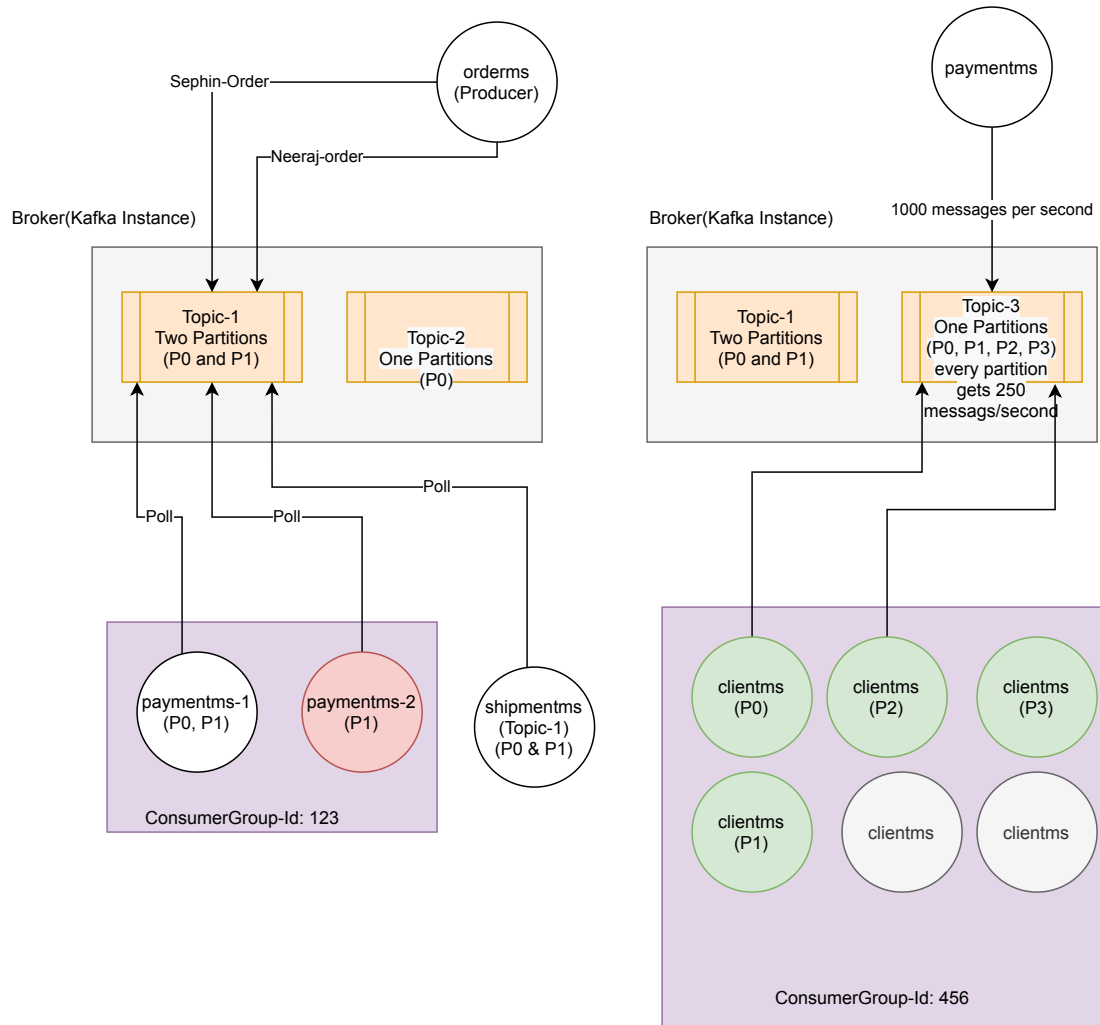 orderms
(Producer)
Sephin-Order
Neeraj-order
Broker(Kafka Instance)
Topic-1
Two Partitions
(P0 and P1)
Topic-2
One Partitions
(P0)
Poll
Poll
Poll
paymentms-1
(P0, P1)
paymentms-2
(P1)
shipmentms
(Topic-1)
(P0 & P1)
ConsumerGroup-Id: 123
paymentms
1000 messages per second
Broker(Kafka Instance)
Topic-1
Two Partitions
(P0 and P1)
Topic-3
One Partitions
(P0, P1, P2, P3)
every partition
gets 250
messags/second
clientms
(P0)
clientms
(P2)
clientms
(P3)
clientms
(P1)
clientms
clientms
ConsumerGroup-Id: 456